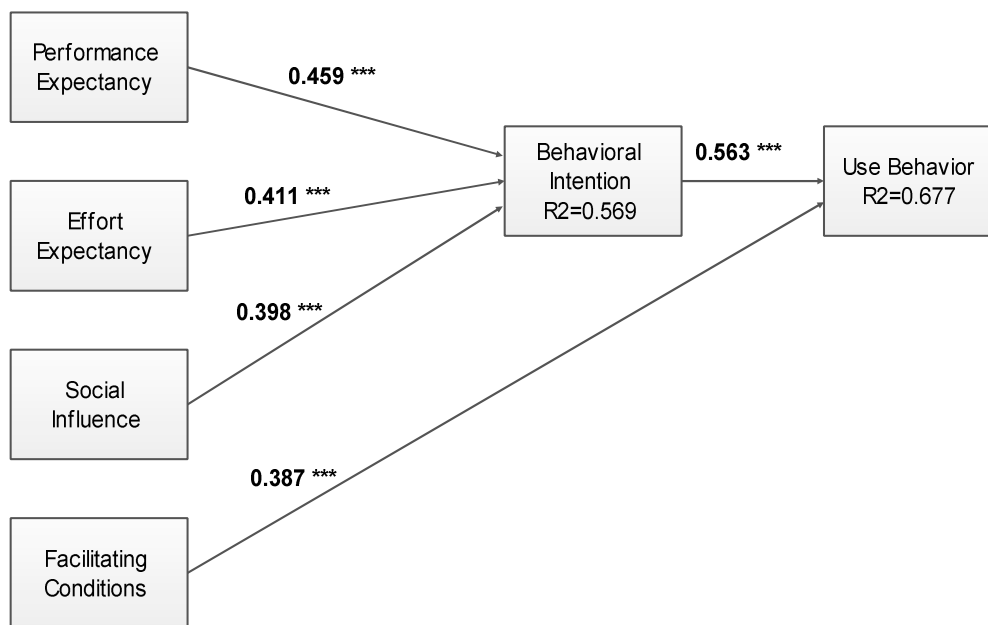 Performance
Expectancy
0.459 ***
Effort
Expectancy
0.411 ***
Social
Influence
0.398 ***
Facilitating
Conditions
0.387 ***
Behavioral
Intention
R2=0.569
0.563 ***
Use Behavior
R2=0.677